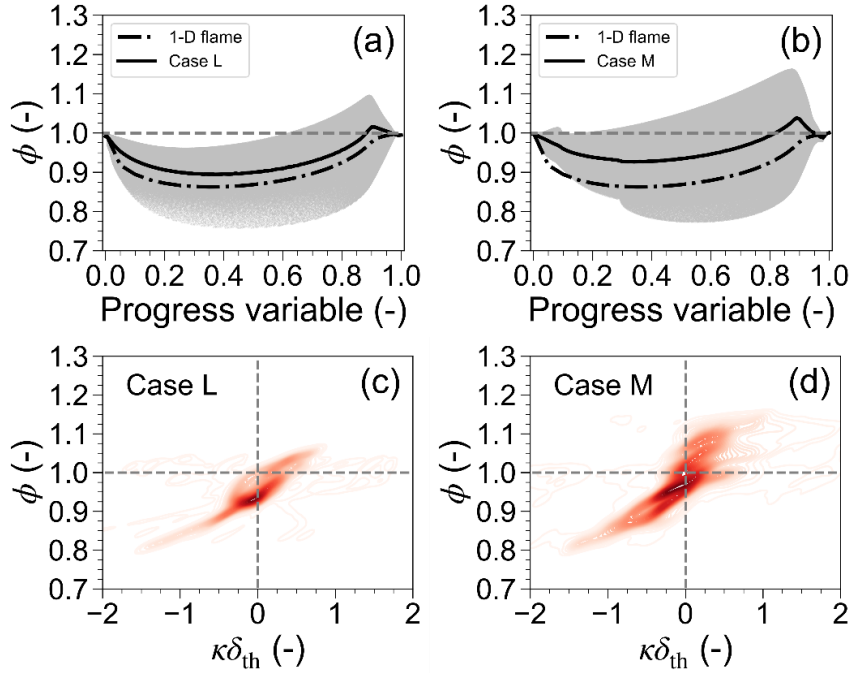 1.3
1.2
1.1
1.0
0.9
0.8
0.7
ϕ (-)
1-D flame
Case L
(a)
0.0 0.2 0.4 0.6 0.8 1.0
Progress variable (-)
1.3
1.2
1.1
1.0
0.9
0.8
0.7
ϕ (-)
1-D flame
Case M
(b)
0.0 0.2 0.4 0.6 0.8 1.0
Progress variable (-)
1.3
1.2
1.1
1.0
0.9
0.8
0.7
ϕ (-)
Case L
(c)
−2 −1 0 1 2
κδth (-)
1.3
1.2
1.1
1.0
0.9
0.8
0.7
ϕ (-)
Case M
(d)
−2 −1 0 1 2
κδth (-)